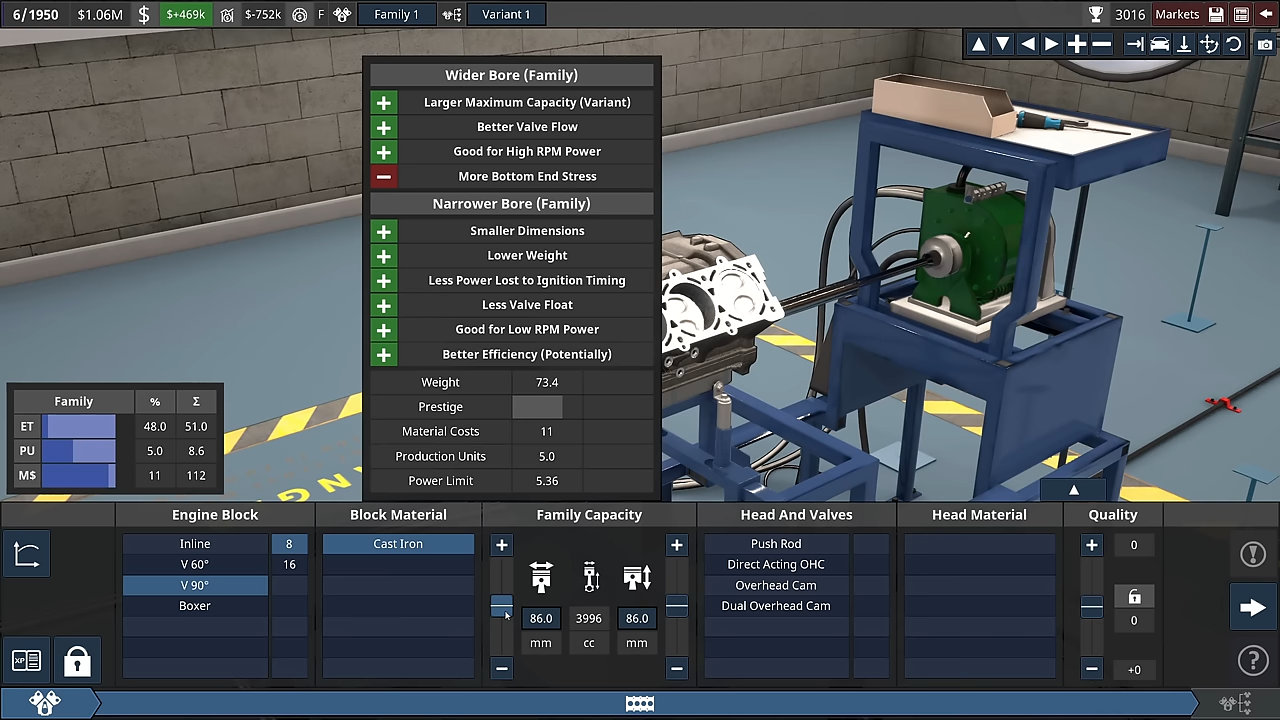 6/1950 $1.06M $ $+469k $-752k F Family 1 Variant 1 3016 Markets
Wider Bore (Family)
Larger Maximum Capacity (Variant)
Better Valve Flow
Good for High RPM Power
More Bottom End Stress
Narrower Bore (Family)
Smaller Dimensions
Lower Weight
Less Power Lost to Ignition Timing
Less Valve Float
Good for Low RPM Power
Better Efficiency (Potentially)
Weight 73.4
Prestige
Material Costs 11
Production Units 5.0
Power Limit 5.36
Family % Σ
ET 48.0 51.0
PU 5.0 8.6
M$ 11 112
Engine Block Block Material Family Capacity Head And Valves Head Material Quality
Inline 8 Cast Iron Push Rod 0
V 60° 16 Direct Acting OHC
V 90° Overhead Cam
Boxer Dual Overhead Cam
86.0 3996 86.0 0
mm cc mm
XP +0